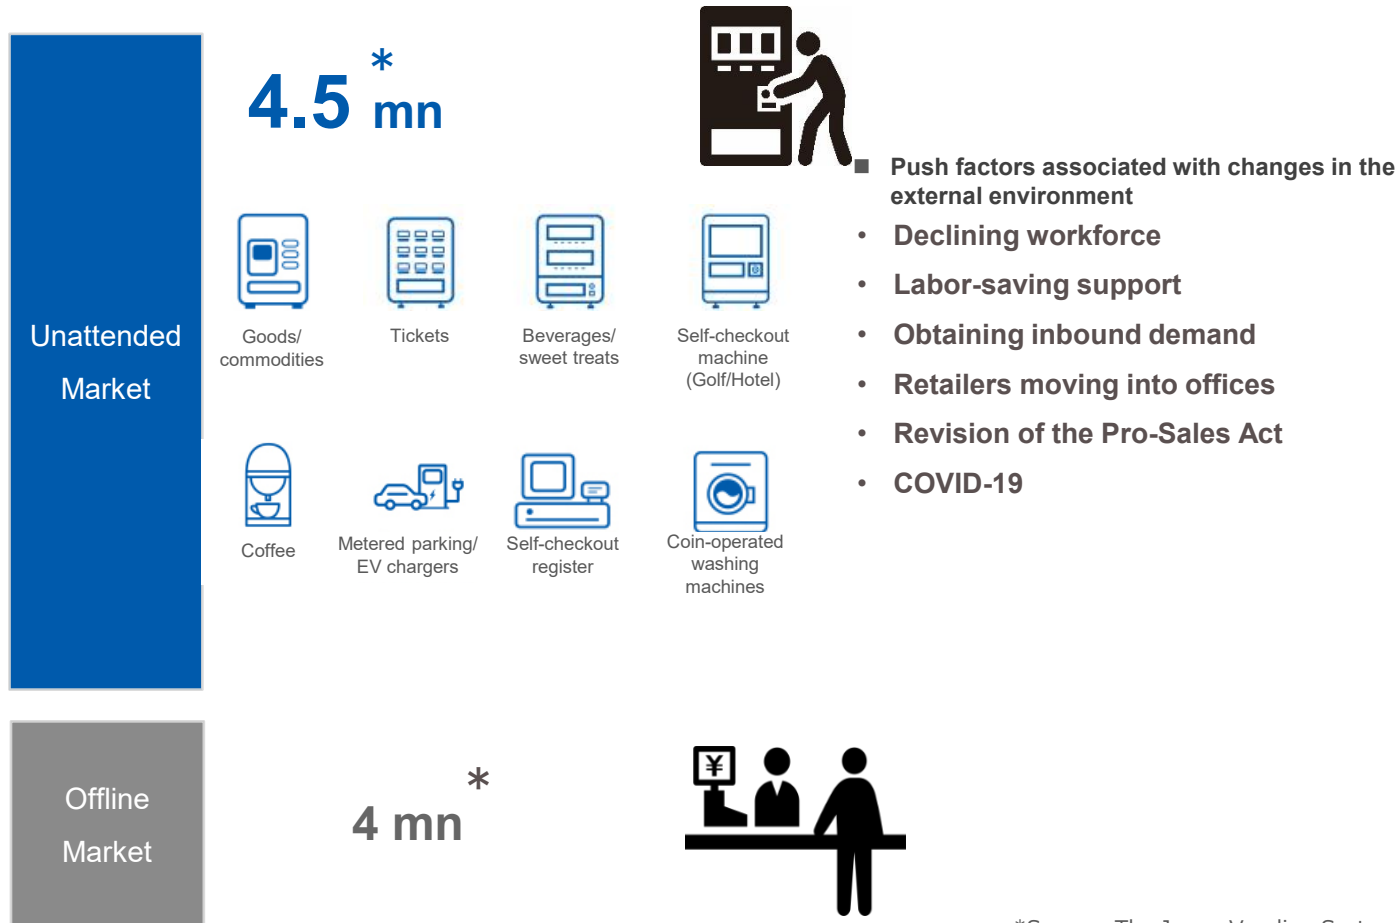 Unattended
Market
4.5 mn*
■ Push factors associated with changes in the
external environment
• Declining workforce
• Labor-saving support
• Obtaining inbound demand
• Retailers moving into offices
• Revision of the Pro-Sales Act
• COVID-19
Goods/
commodities
Tickets
Beverages/
sweet treats
Self-checkout
machine
(Golf/Hotel)
Coffee
Metered parking/
EV chargers
Self-checkout
register
Coin-operated
washing
machines
Offline
Market
4 mn*
¥